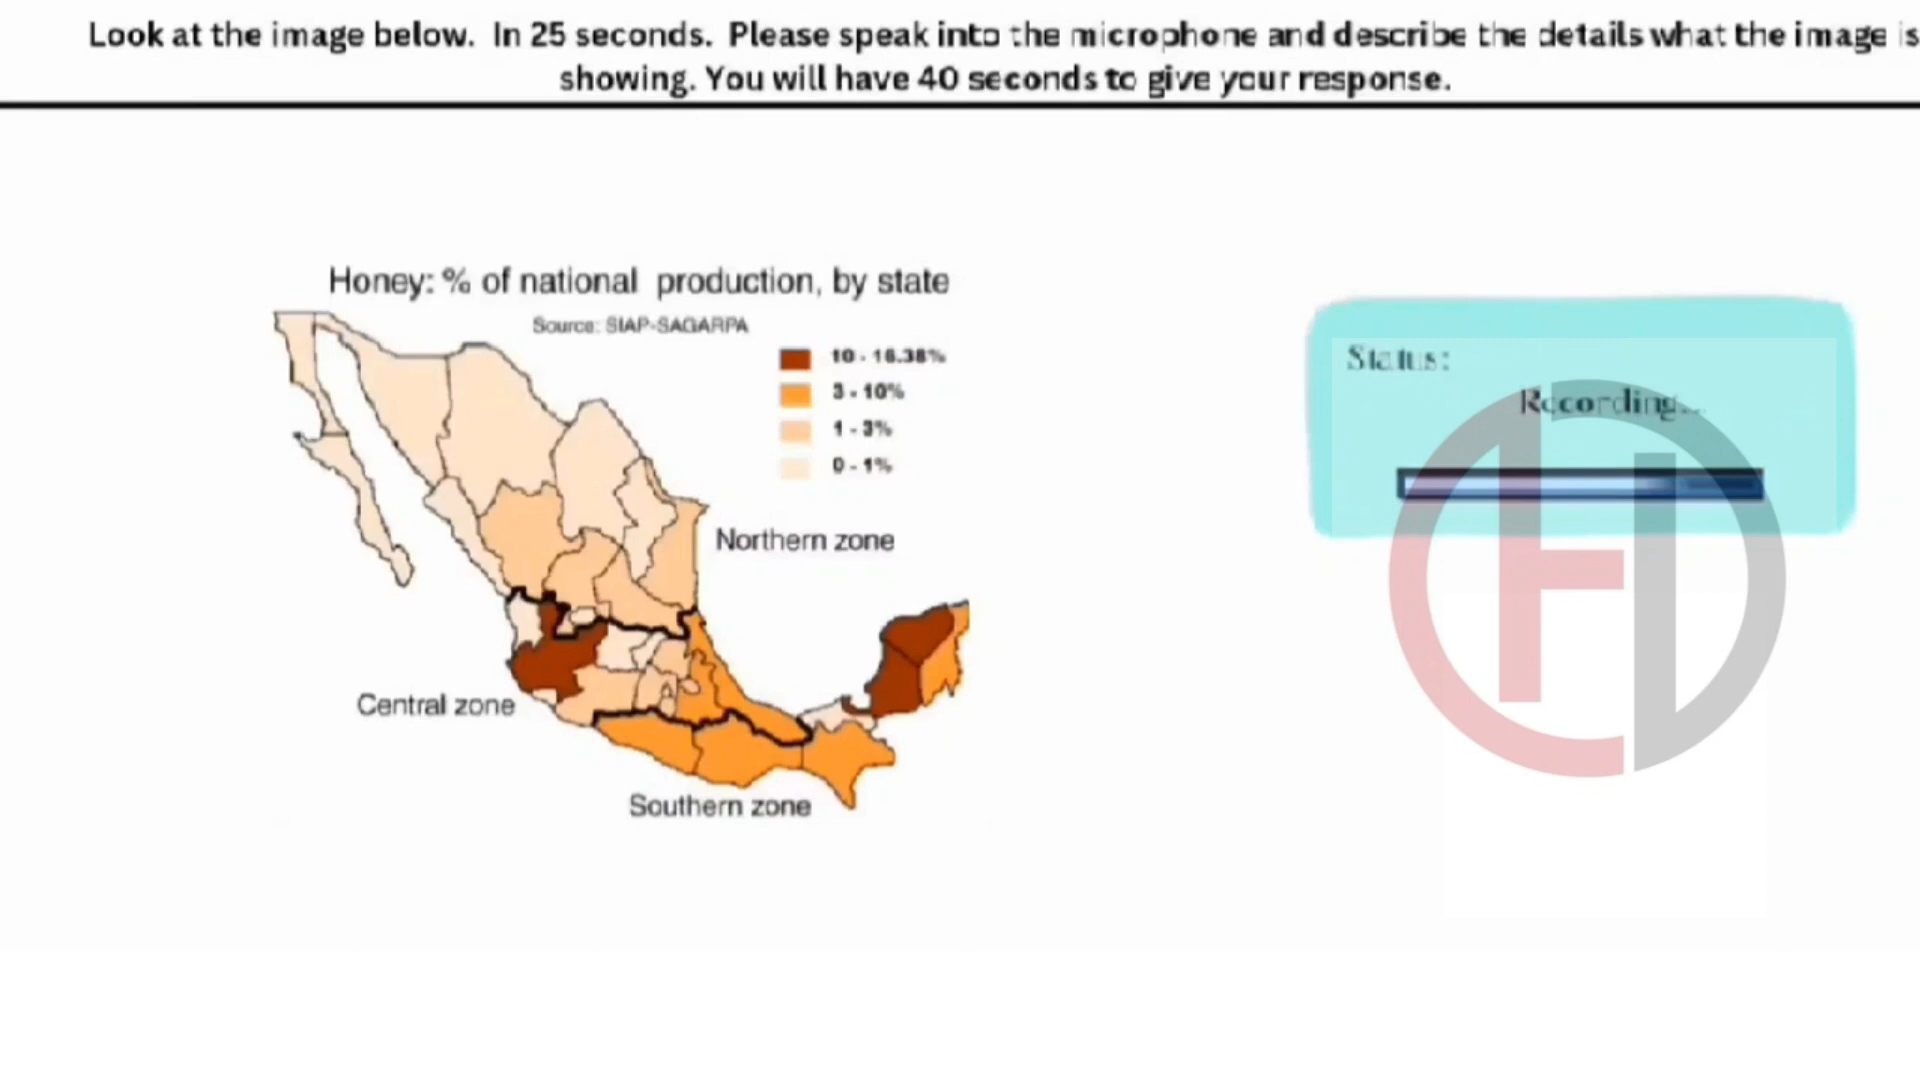 Look at the image below. In 25 seconds. Please speak into the microphone and describe the details what the image is
showing. You will have 40 seconds to give your response.
Honey: % of national production, by state
Source: SIAP-SAGARPA
10 - 16.38%
3 - 10%
1 - 3%
0 - 1%
Northern zone
Central zone
Southern zone
Status:
Recording...